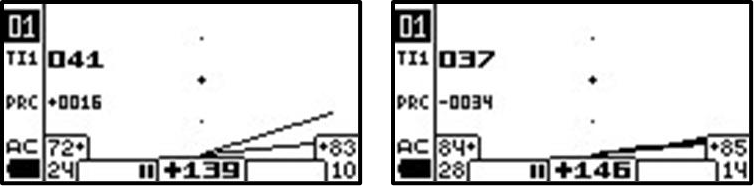 01
TI1 041
PRC +0016
AC 72+ +83
24 +139 10
01
TI1 037
PRC -0034
AC 84+ +85
28 +146 14